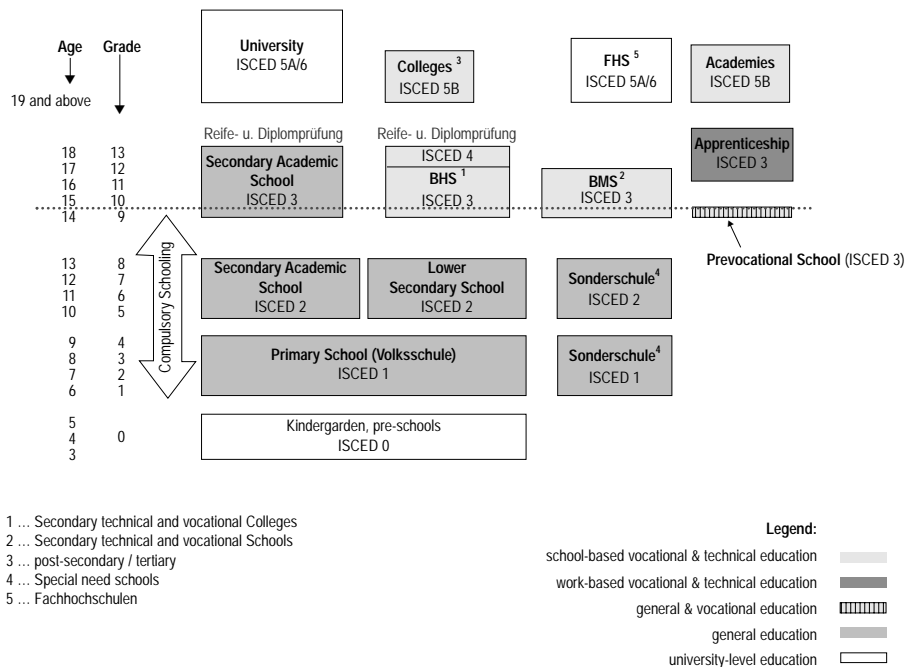 Age Grade
19 and above
University
ISCED 5A/6
Colleges 3
ISCED 5B
FHS 5
ISCED 5A/6
Academies
ISCED 5B
Reife- u. Diplomprüfung
Reife- u. Diplomprüfung
18 13
17 12
16 11
15 10
14 9
Secondary Academic
School
ISCED 3
ISCED 4
BHS 1
ISCED 3
BMS2
ISCED 3
Apprenticeship
ISCED 3
Prevocational School (ISCED 3)
Compulsory Schooling
13 8
12 7
11 6
10 5
Secondary Academic
School
ISCED 2
Lower
Secondary School
ISCED 2
Sonderschule4
ISCED 2
9 4
8 3
7 2
6 1
Primary School (Volksschule)
ISCED 1
Sonderschule4
ISCED 1
5
4 0
3
Kindergarden, pre-schools
ISCED 0
1 ... Secondary technical and vocational Colleges
2 ... Secondary technical and vocational Schools
3 ... post-secondary / tertiary
4 ... Special need schools
5 ... Fachhochschulen
Legend:
school-based vocational & technical education
work-based vocational & technical education
general & vocational education
general education
university-level education